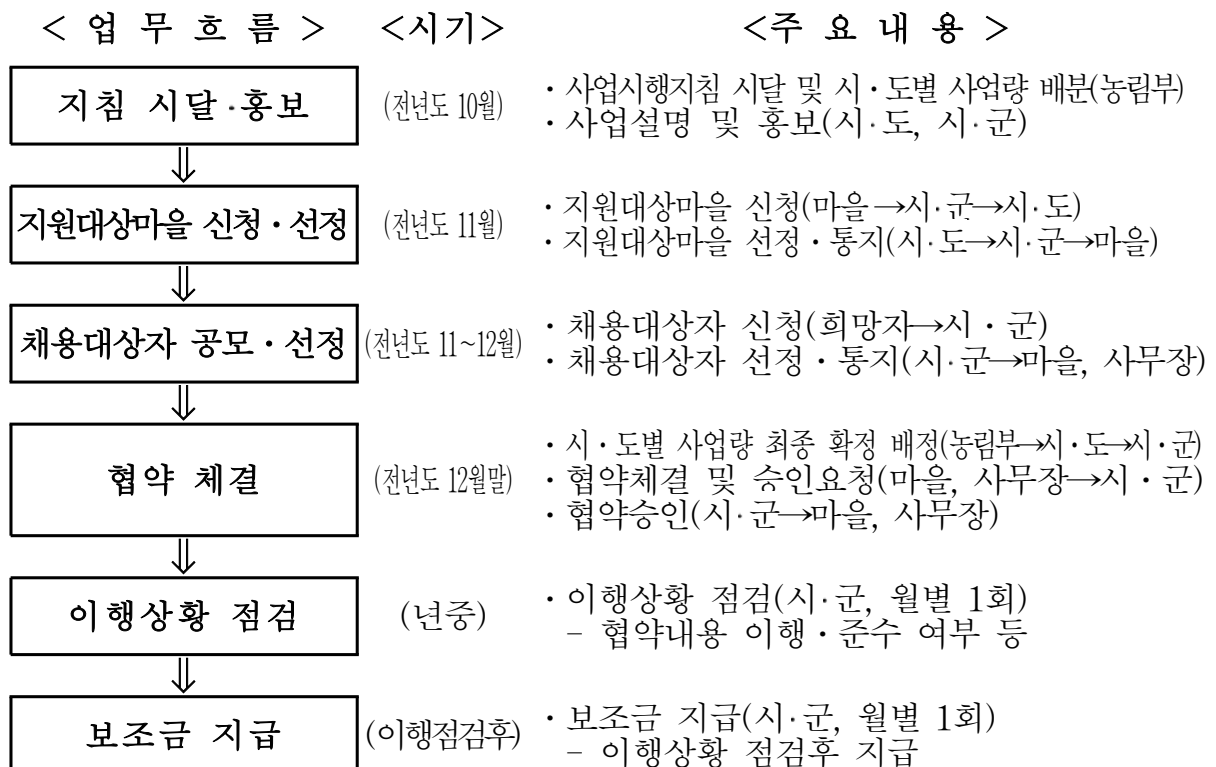 < 업 무 흐 름 > <시기> <주 요 내 용 >
지침 시달·홍보 (전년도 10월) ·사업시행지침 시달 및 시·도별 사업량 배분(농림부)
·사업설명 및 홍보(시·도, 시·군)
⇓
지원대상마을 신청·선정 (전년도 11월) ·지원대상마을 신청(마을→시·군→시·도)
·지원대상마을 선정·통지(시·도→시·군→마을)
⇓
채용대상자 공모·선정 (전년도 11~12월) ·채용대상자 신청(희망자→시·군)
·채용대상자 선정·통지(시·군→마을, 사무장)
⇓
협약 체결 (전년도 12월말) ·시·도별 사업량 최종 확정 배정(농림부→시·도→시·군)
·협약체결 및 승인요청(마을, 사무장→시·군)
·협약승인(시·군→마을, 사무장)
⇓
이행상황 점검 (년중) ·이행상황 점검(시·군, 월별 1회)
- 협약내용 이행·준수 여부 등
⇓
보조금 지급 (이행점검후) ·보조금 지급(시·군, 월별 1회)
- 이행상황 점검후 지급